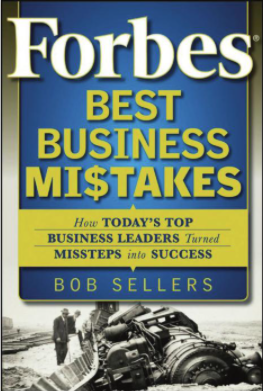 Forbes®
BEST
BUSINESS
MI$TAKES
How TODAY'S TOP
BUSINESS LEADERS Turned
MISSTEPS into SUCCESS
BOB SELLERS